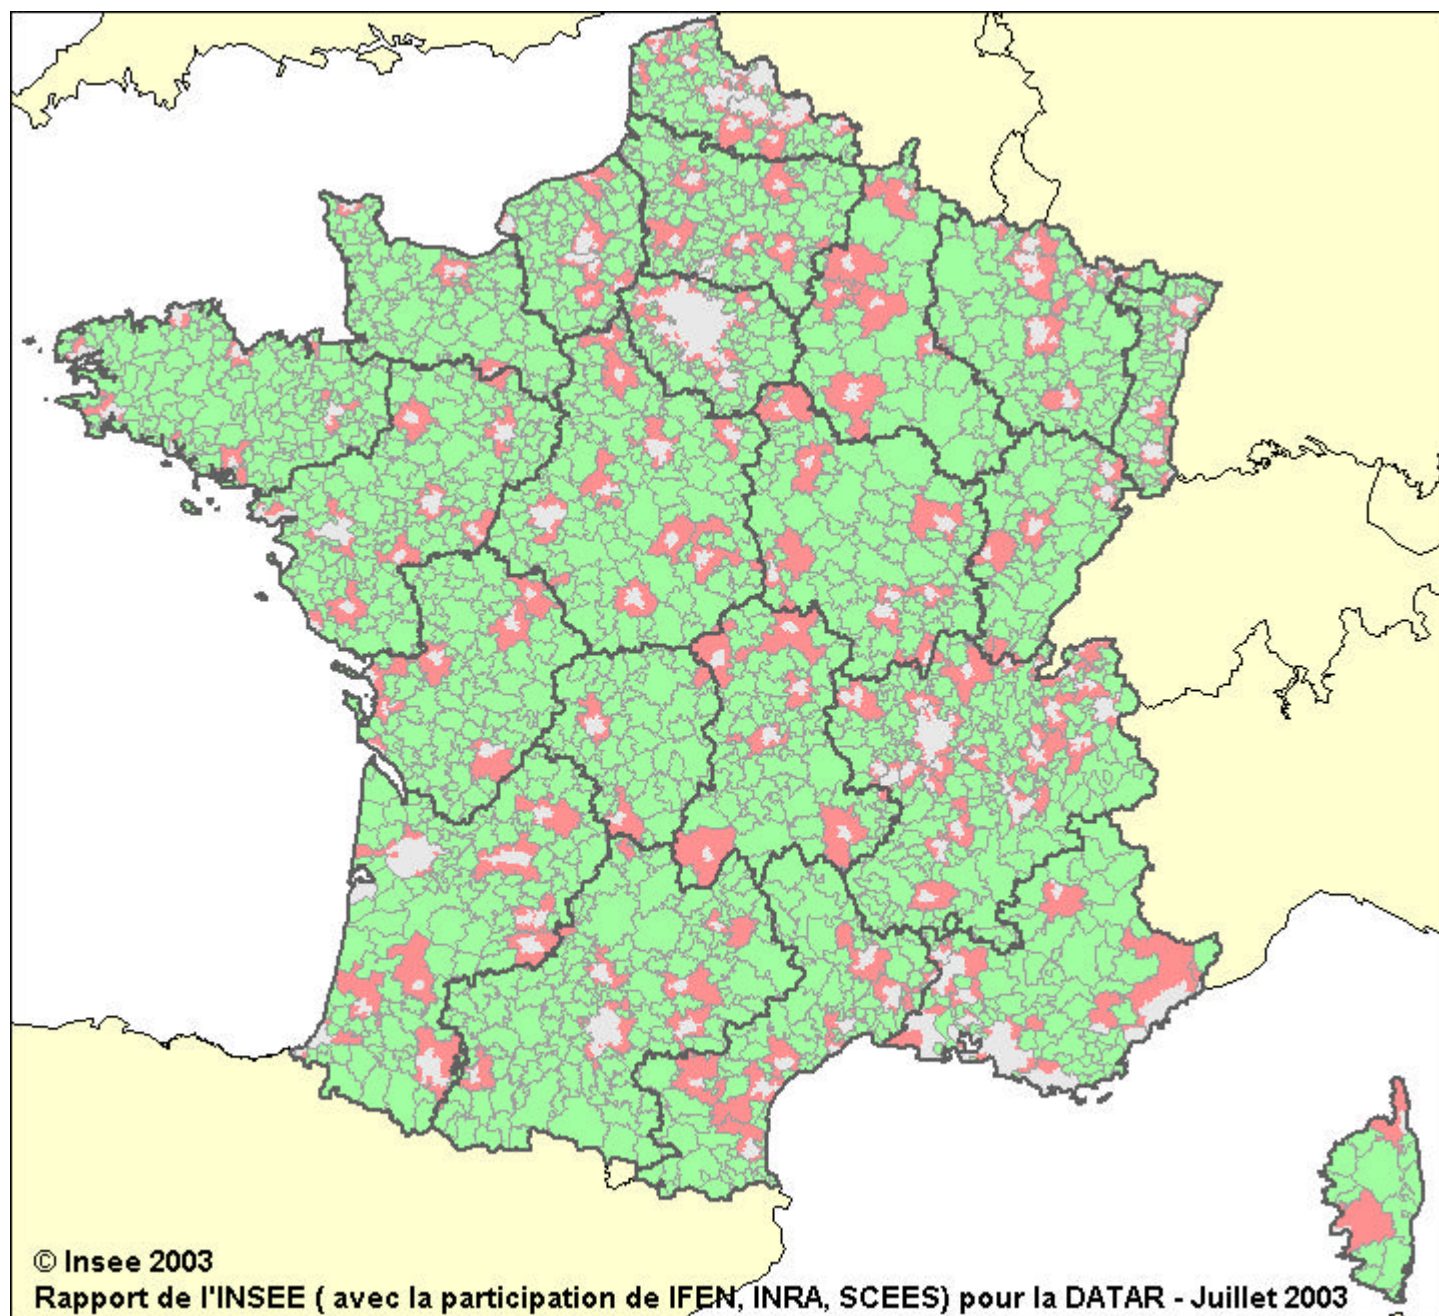 © Insee 2003
Rapport de l'INSEE ( avec la participation de IFEN, INRA, SCEES) pour la DATAR - Juillet 2003